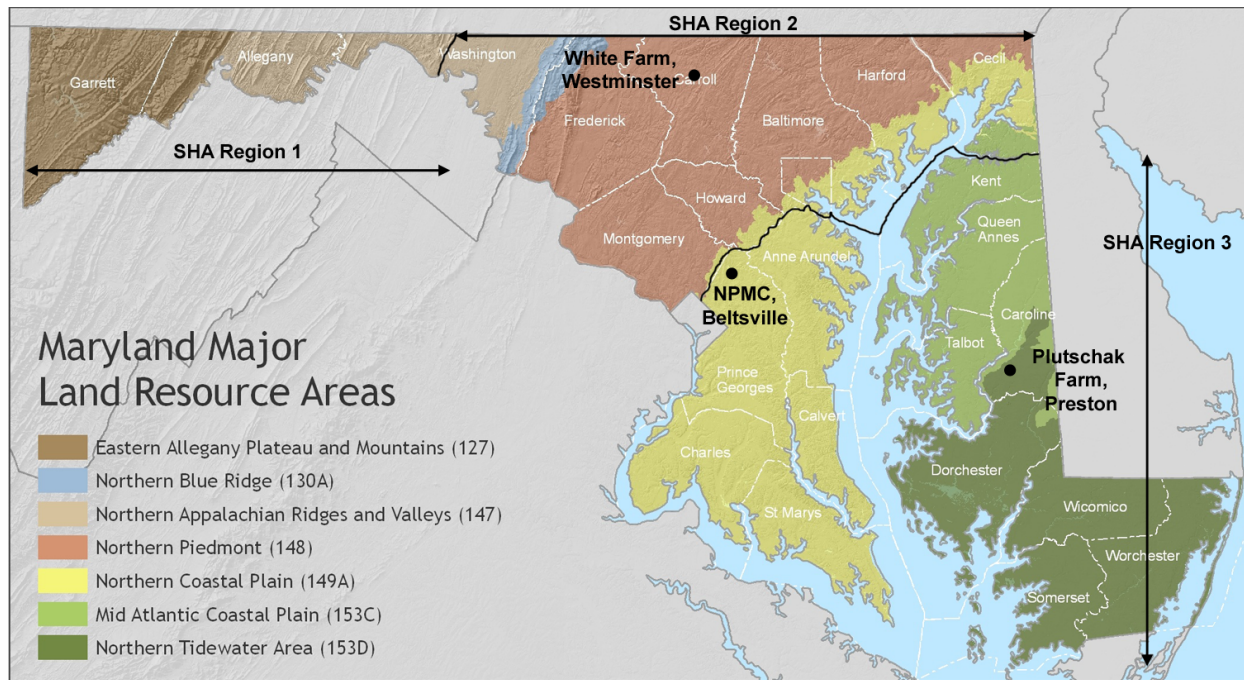 SHA Region 2
Washington
Allegany
Garrett
White Farm,
Westminster
Carroll
Harford
Cecil
Frederick
Baltimore
SHA Region 1
Howard
Kent
Montgomery
Queen
Annes
Anne Arundel
SHA Region 3
NPMC,
Beltsville
Caroline
Talbot
Plutschak
Farm,
Preston
Prince
Georges
Calvert
Charles
Dorchester
St Marys
Wicomico
Worchester
Somerset
Maryland Major
Land Resource Areas
Eastern Allegany Plateau and Mountains (127)
Northern Blue Ridge (130A)
Northern Appalachian Ridges and Valleys (147)
Northern Piedmont (148)
Northern Coastal Plain (149A)
Mid Atlantic Coastal Plain (153C)
Northern Tidewater Area (153D)